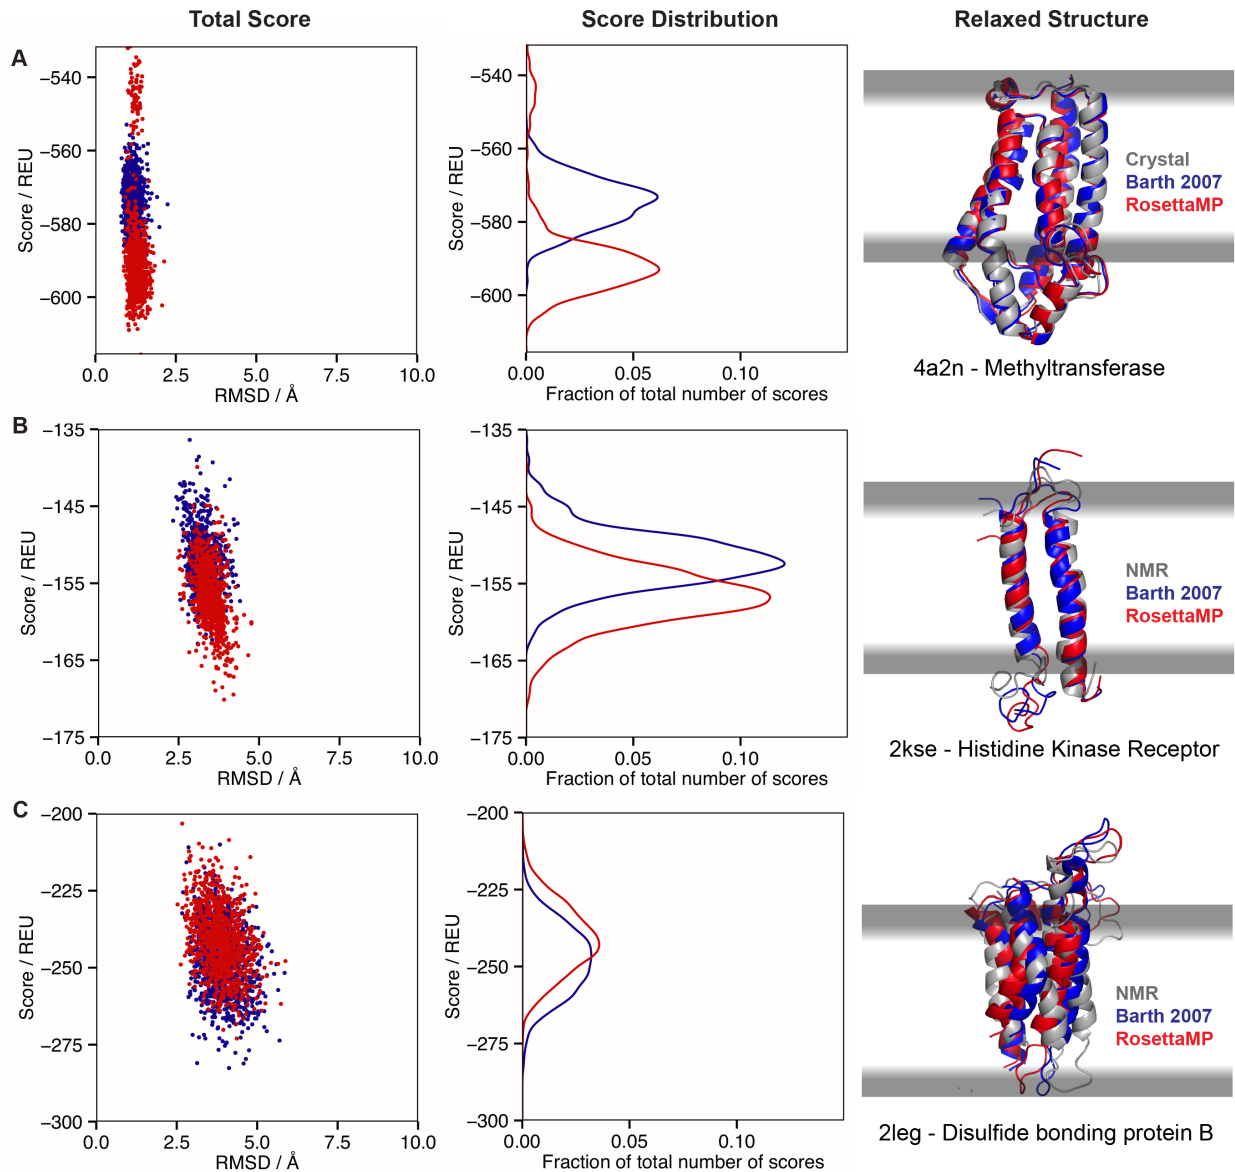 Total Score
Score Distribution
Relaxed Structure
A
−540
−560
−580
−600
Score / REU
0.0
2.5
5.0
7.5
10.0
RMSD / Å
−540
−560
−580
−600
Score / REU
0.00
0.05
0.10
Fraction of total number of scores
Crystal
Barth 2007
RosettaMP
4a2n - Methyltransferase
B
−135
−145
−155
−165
−175
Score / REU
0.0
2.5
5.0
7.5
10.0
RMSD / Å
−135
−145
−155
−165
−175
Score / REU
0.00
0.05
0.10
Fraction of total number of scores
NMR
Barth 2007
RosettaMP
2kse - Histidine Kinase Receptor
C
−200
−225
−250
−275
−300
Score / REU
0.0
2.5
5.0
7.5
10.0
RMSD / Å
−200
−225
−250
−275
−300
Score / REU
0.00
0.05
0.10
Fraction of total number of scores
NMR
Barth 2007
RosettaMP
2leg - Disulfide bonding protein B